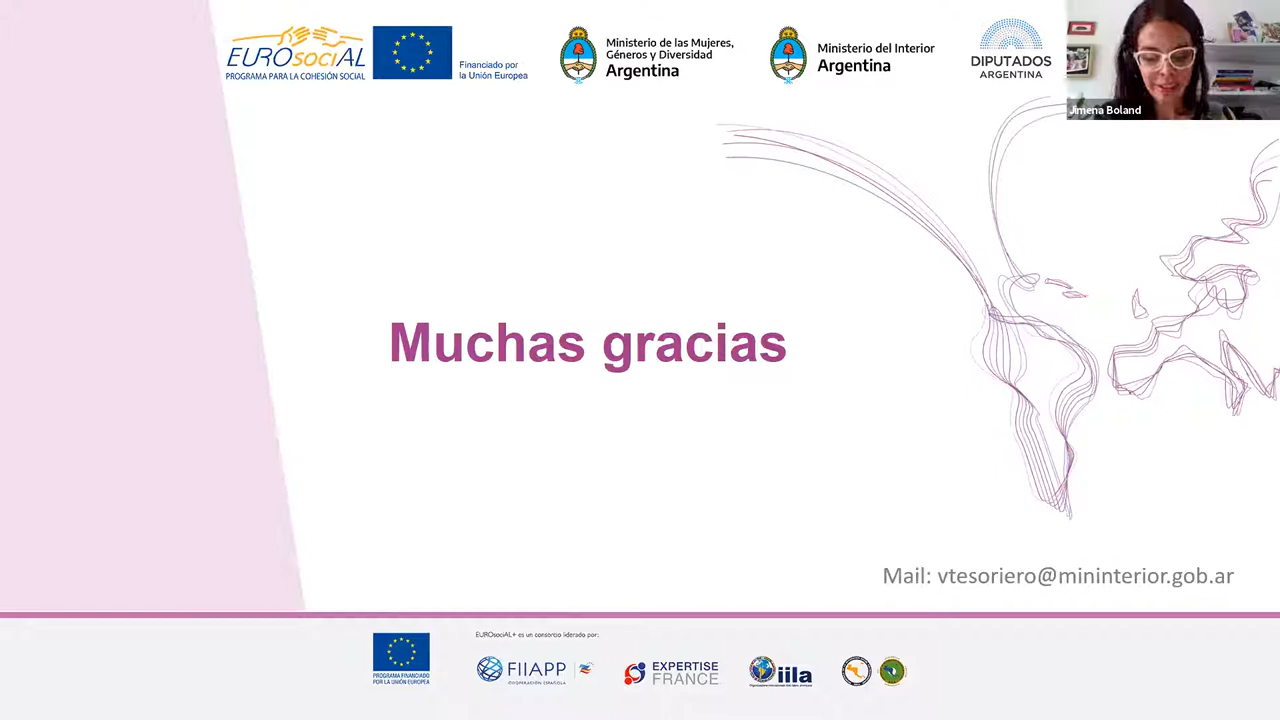 EUROsociAL
PROGRAMA PARA LA COHESIÓN SOCIAL
Financiado por
la Unión Europea
Ministerio de las Mujeres,
Géneros y Diversidad
Argentina
Ministerio del Interior
Argentina
DIPUTADOS
ARGENTINA
Jimena Boland
Muchas gracias
Mail: vtesoriero@mininterior.gob.ar
PROGRAMA FINANCIADO
POR LA UNIÓN EUROPEA
EUROsociAL+ es un consorcio liderado por:
FIIAPP
COOPERACIÓN ESPAÑOLA
EXPERTISE
FRANCE
iila